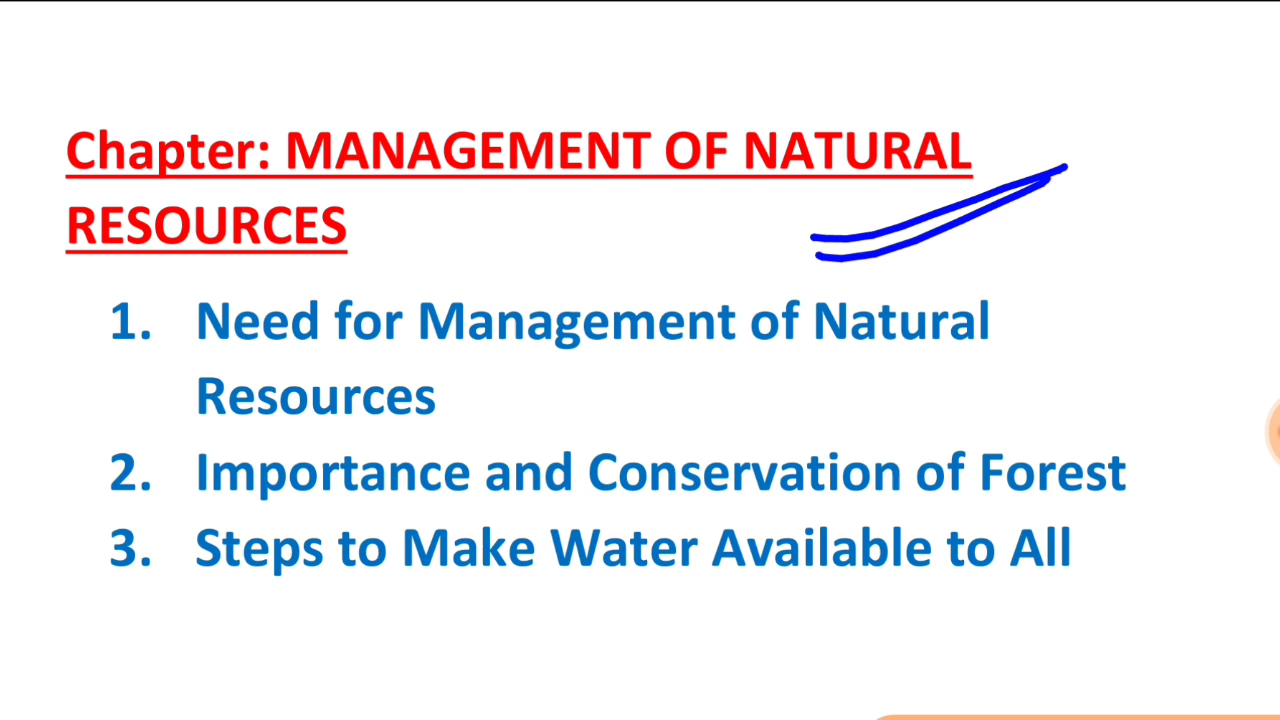 Chapter: MANAGEMENT OF NATURAL
RESOURCES
1. Need for Management of Natural
Resources
2. Importance and Conservation of Forest
3. Steps to Make Water Available to All